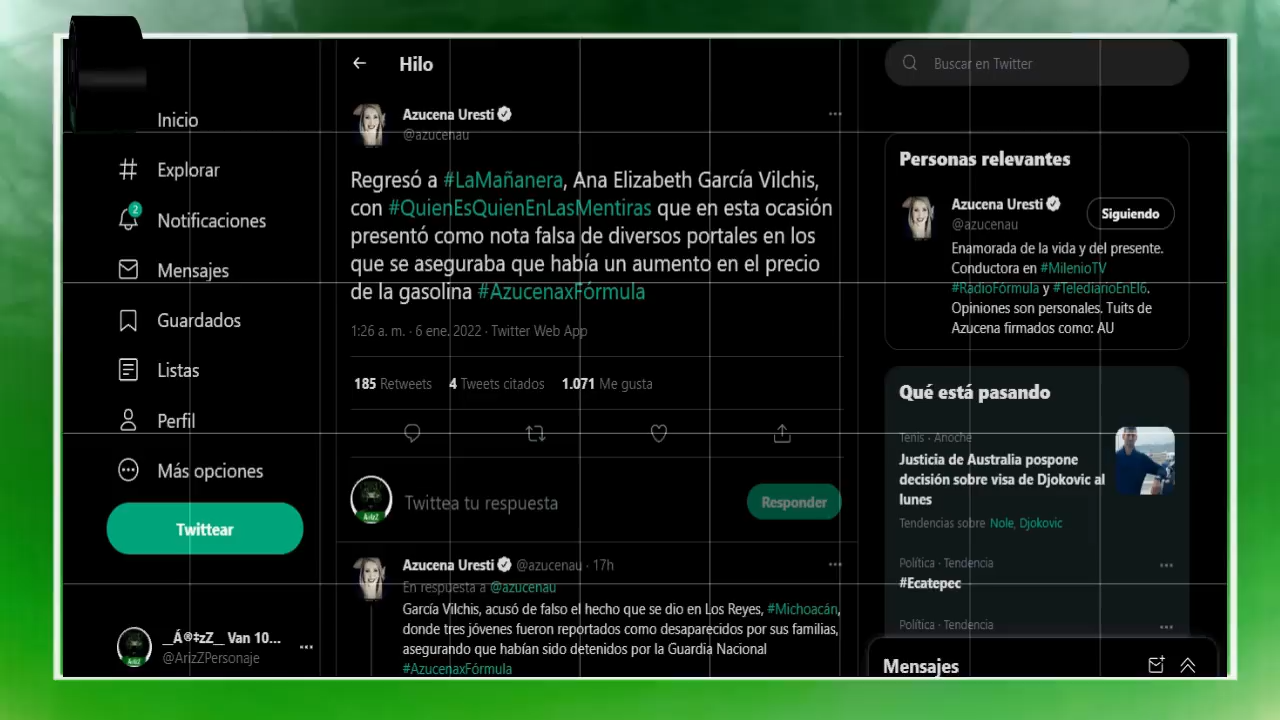 Hilo
Buscar en Twitter
Inicio
Explorar
2
Notificaciones
Mensajes
Guardados
Listas
Perfil
Más opciones
Twittear
__Á®‡zZ__ Van 10...
@ArizZPersonaje
Azucena Uresti
@azucenau
Regresó a #LaMañanera, Ana Elizabeth García Vilchis,
con #QuienEsQuienEnLasMentiras que en esta ocasión
presentó como nota falsa de diversos portales en los
que se aseguraba que había un aumento en el precio
de la gasolina #AzucenaxFórmula
1:26 a. m. · 6 ene. 2022 · Twitter Web App
185 Retweets 4 Tweets citados 1.071 Me gusta
Twittea tu respuesta
Responder
Azucena Uresti @azucenau · 17h
En respuesta a @azucenau
García Vilchis, acusó de falso el hecho que se dio en Los Reyes, #Michoacán,
donde tres jóvenes fueron reportados como desaparecidos por sus familias,
asegurando que habían sido detenidos por la Guardia Nacional
#AzucenaxFórmula
Personas relevantes
Azucena Uresti
@azucenau
Siguiendo
Enamorada de la vida y del presente.
Conductora en #MilenioTV
#RadioFórmula y #TelediarioEnEl6.
Opiniones son personales. Tuits de
Azucena firmados como: AU
Qué está pasando
Tenis · Anoche
Justicia de Australia pospone
decisión sobre visa de Djokovic al
lunes
Tendencias sobre Nole, Djokovic
Política · Tendencia
#Ecatepec
Política · Tendencia
Mensajes